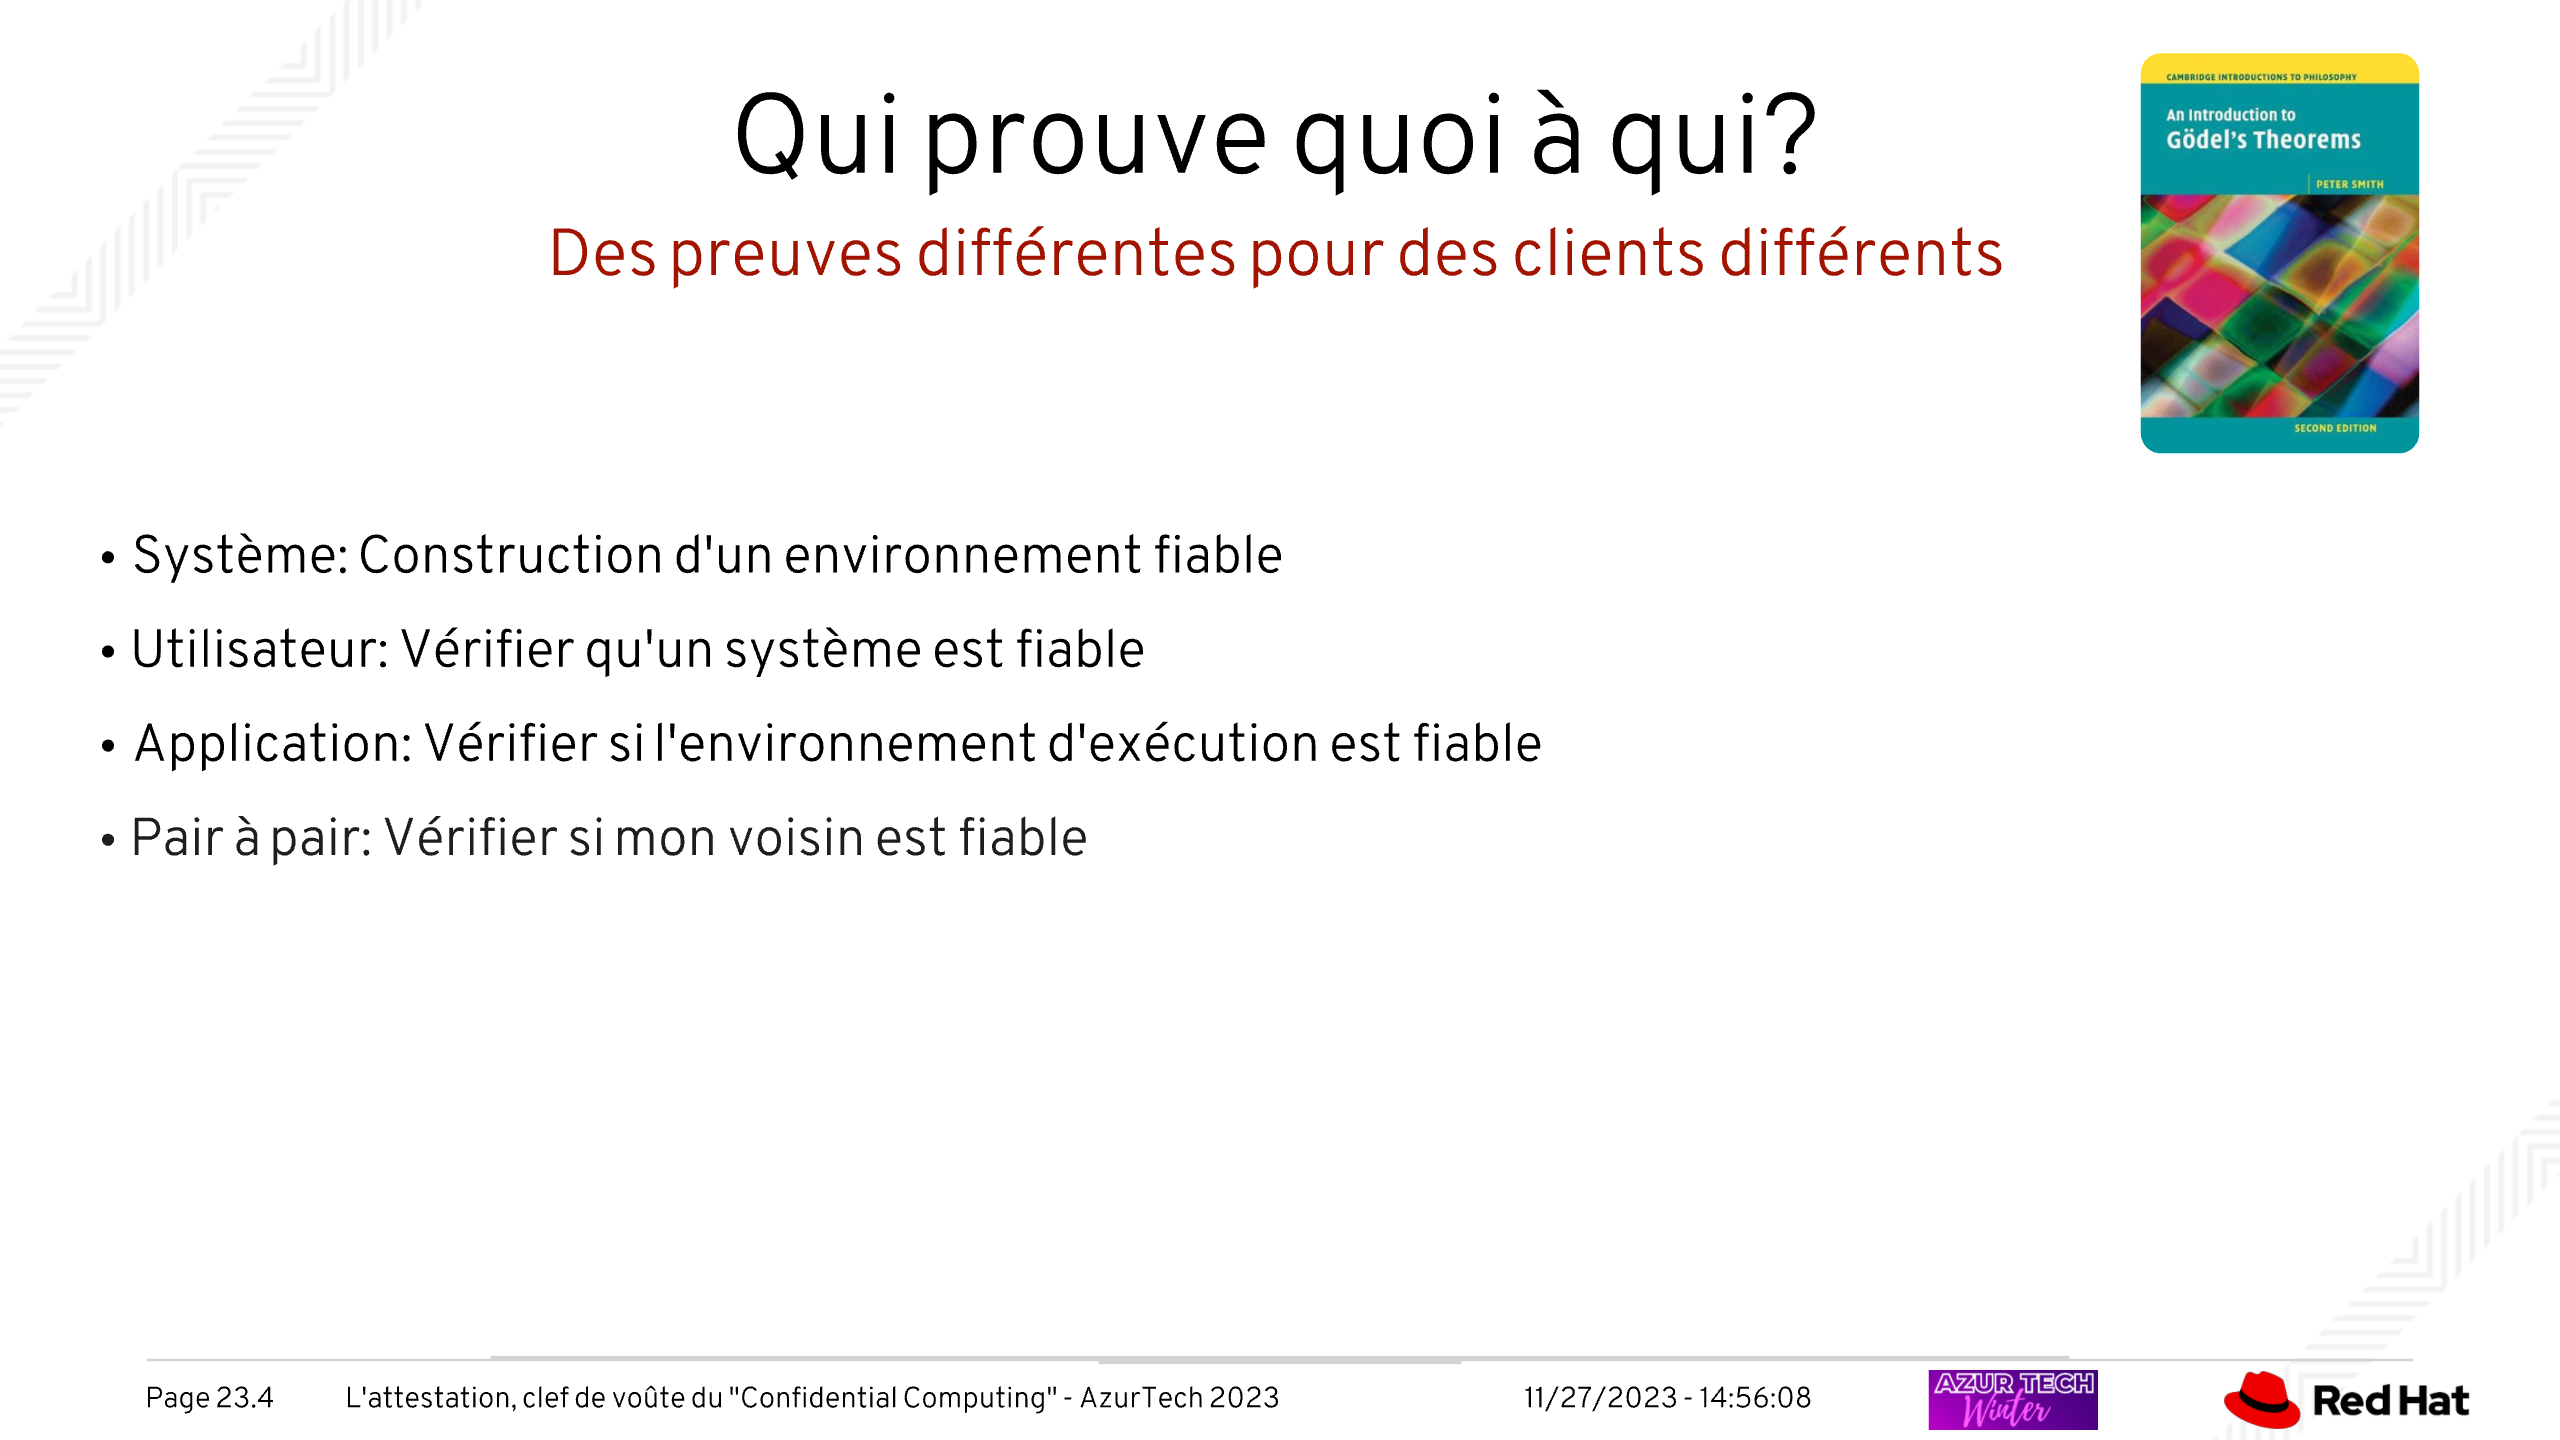 Qui prouve quoi à qui?
Des preuves différentes pour des clients différents
CAMBRIDGE INTRODUCTIONS TO PHILOSOPHY
An Introduction to
Gödel's Theorems
PETER SMITH
SECOND EDITION
• Système: Construction d'un environnement fiable
• Utilisateur: Vérifier qu'un système est fiable
• Application: Vérifier si l'environnement d'exécution est fiable
• Pair à pair: Vérifier si mon voisin est fiable
Page 23.4 L'attestation, clef de voûte du "Confidential Computing" - AzurTech 2023 11/27/2023 - 14:56:08
AZUR TECH
Winter
Red Hat